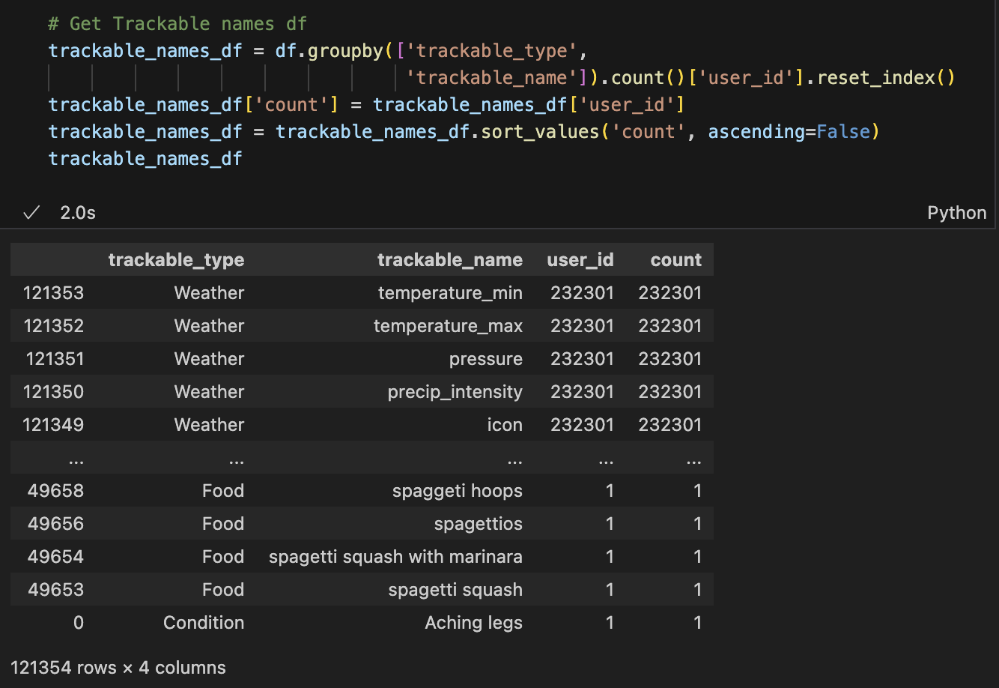 # Get Trackable names df
trackable_names_df = df.groupby(['trackable_type',
'trackable_name']).count()['user_id'].reset_index()
trackable_names_df['count'] = trackable_names_df['user_id']
trackable_names_df = trackable_names_df.sort_values('count', ascending=False)
trackable_names_df
2.0s Python
trackable_type trackable_name user_id count
121353 Weather temperature_min 232301 232301
121352 Weather temperature_max 232301 232301
121351 Weather pressure 232301 232301
121350 Weather precip_intensity 232301 232301
121349 Weather icon 232301 232301
... ... ... ... ...
49658 Food spaggeti hoops 1 1
49656 Food spagettios 1 1
49654 Food spagetti squash with marinara 1 1
49653 Food spagetti squash 1 1
0 Condition Aching legs 1 1
121354 rows × 4 columns